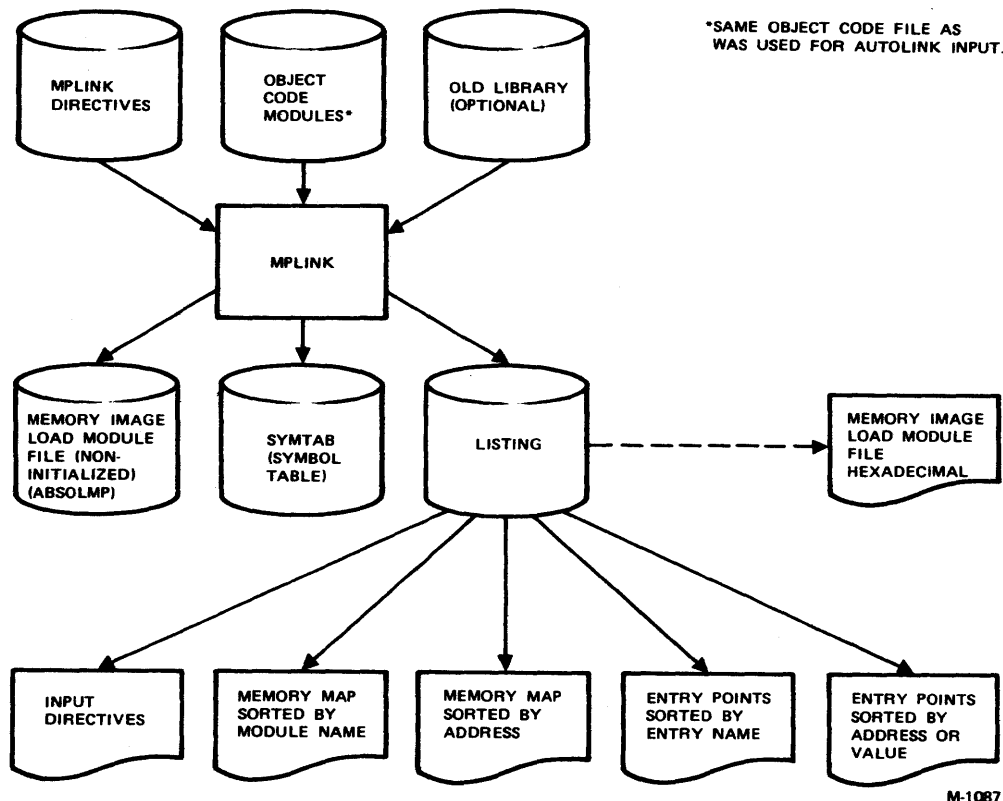 *SAME OBJECT CODE FILE AS
WAS USED FOR AUTOLINK INPUT.
MPLINK
DIRECTIVES
OBJECT
CODE
MODULES*
OLD LIBRARY
(OPTIONAL)
MPLINK
MEMORY IMAGE
LOAD MODULE
FILE (NON-
INITIALIZED)
(ABSOLMP)
SYMTAB
(SYMBOL
TABLE)
LISTING
MEMORY IMAGE
LOAD MODULE
FILE
HEXADECIMAL
INPUT
DIRECTIVES
MEMORY MAP
SORTED BY
MODULE NAME
MEMORY MAP
SORTED BY
ADDRESS
ENTRY POINTS
SORTED BY
ENTRY NAME
ENTRY POINTS
SORTED BY
ADDRESS OR
VALUE
M-1087